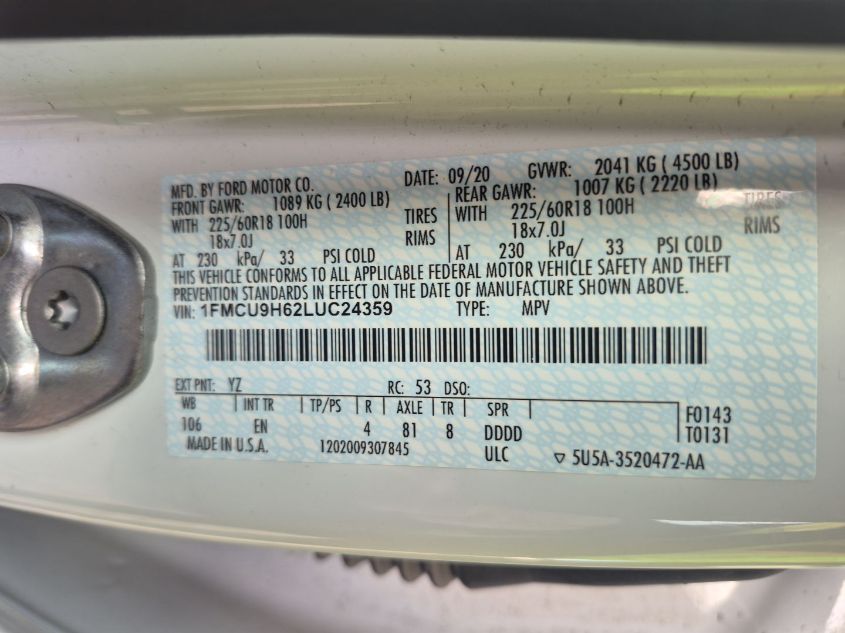 MFD. BY FORD MOTOR CO. DATE: 09/20 GVWR: 2041 KG ( 4500 LB)
FRONT GAWR: 1089 KG ( 2400 LB) REAR GAWR: 1007 KG ( 2220 LB)
WITH 225/60R18 100H TIRES WITH 225/60R18 100H TIRES
18x7.0J RIMS 18x7.0J RIMS
AT 230 kPa/ 33 PSI COLD AT 230 kPa/ 33 PSI COLD
THIS VEHICLE CONFORMS TO ALL APPLICABLE FEDERAL MOTOR VEHICLE SAFETY AND THEFT
PREVENTION STANDARDS IN EFFECT ON THE DATE OF MANUFACTURE SHOWN ABOVE.
VIN: 1FMCU9H62LUC24359 TYPE: MPV
EXT PNT: YZ RC: 53 DSO:
WB INT TR TP/PS R AXLE TR SPR F0143
106 EN 4 81 8 DDDD T0131
MADE IN U.S.A. 1202009307845 ULC ▽ 5U5A-3520472-AA